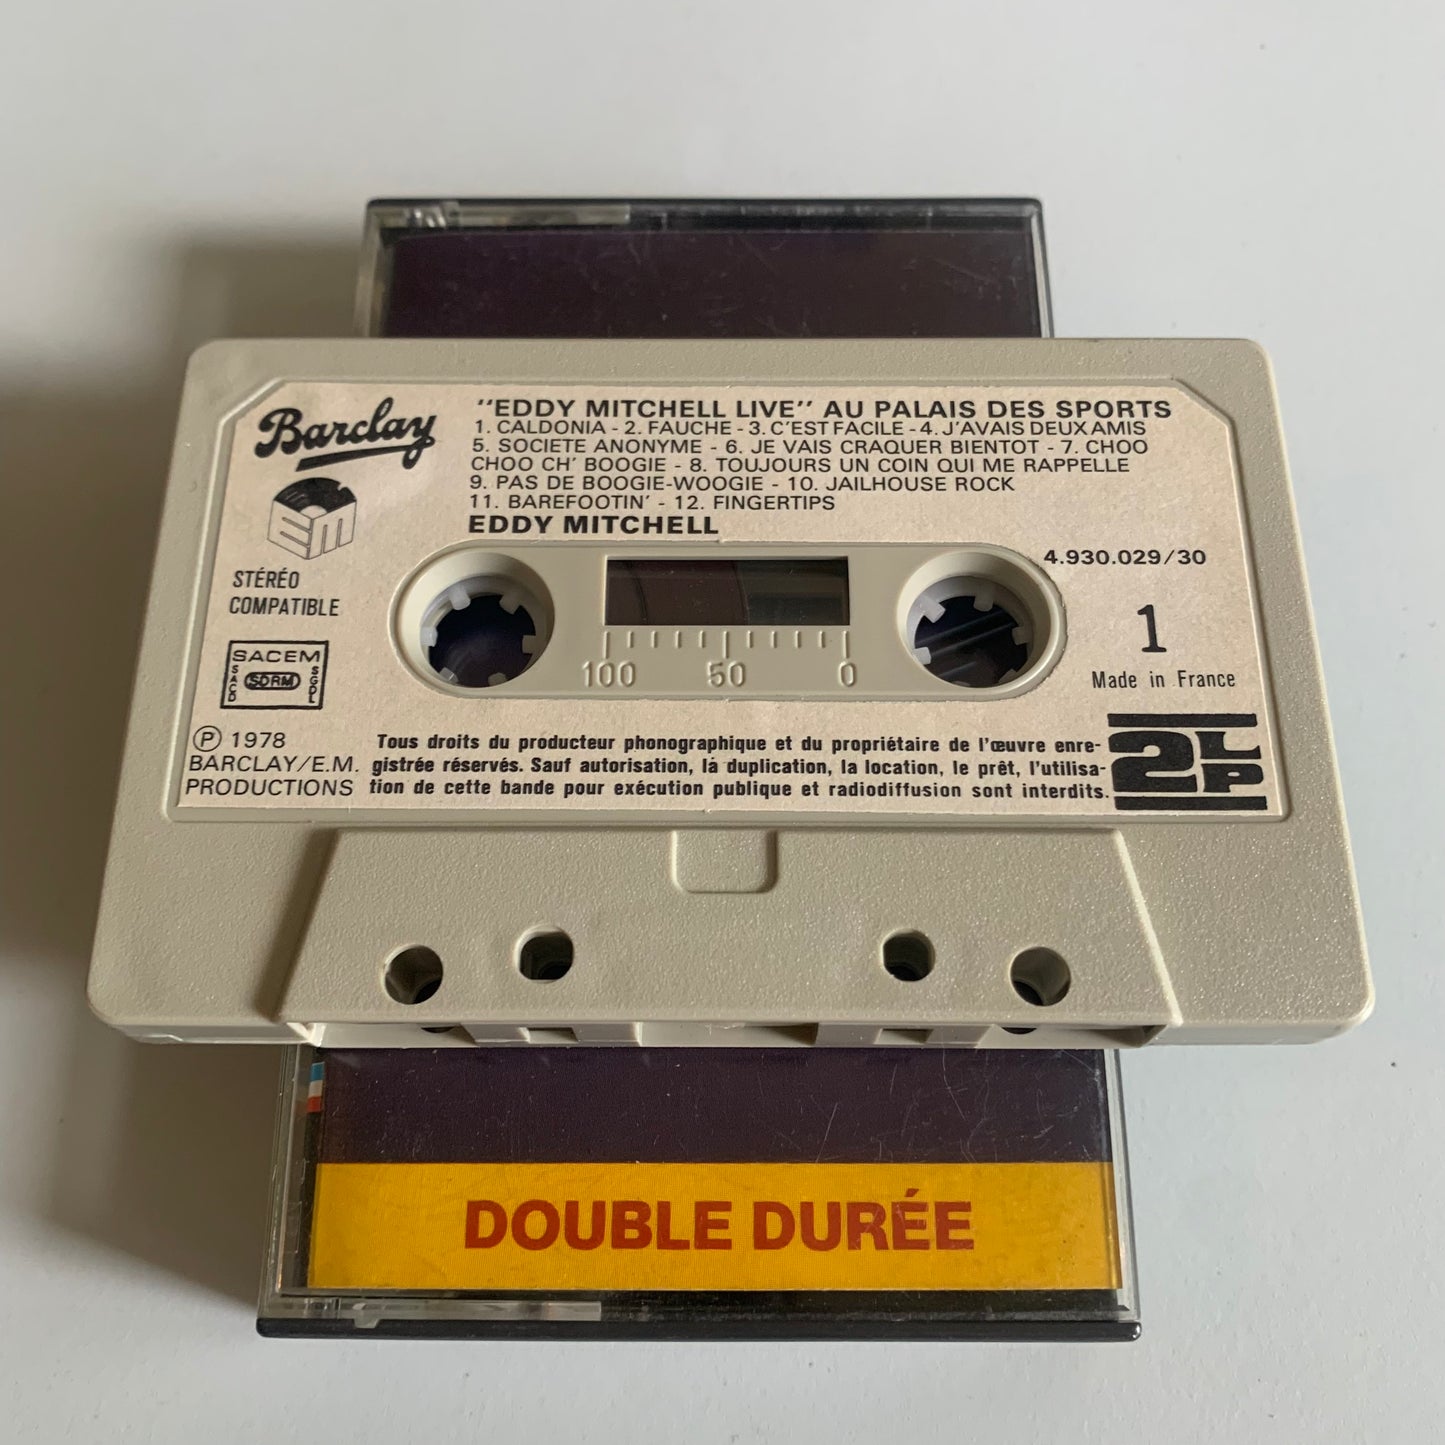 Barclay
"EDDY MITCHELL LIVE" AU PALAIS DES SPORTS
1. CALDONIA - 2. FAUCHE - 3. C'EST FACILE - 4. J'AVAIS DEUX AMIS
5. SOCIETE ANONYME - 6. JE VAIS CRAQUER BIENTOT - 7. CHOO
CHOO CH' BOOGIE - 8. TOUJOURS UN COIN QUI ME RAPPELLE
9. PAS DE BOOGIE-WOOGIE - 10. JAILHOUSE ROCK
11. BAREFOOTIN' - 12. FINGERTIPS
EDDY MITCHELL
EM
STÉRÉO
COMPATIBLE
4.930.029/30
1
Made in France
100 50 0
SACEM
SACD
SDRM
SGDL
Ⓟ 1978
BARCLAY/E.M.
PRODUCTIONS
Tous droits du producteur phonographique et du propriétaire de l'œuvre enre-
gistrée réservés. Sauf autorisation, lá duplication, la location, le prêt, l'utilisa-
tion de cette bande pour exécution publique et radiodiffusion sont interdits.
2LP
DOUBLE DURÉE